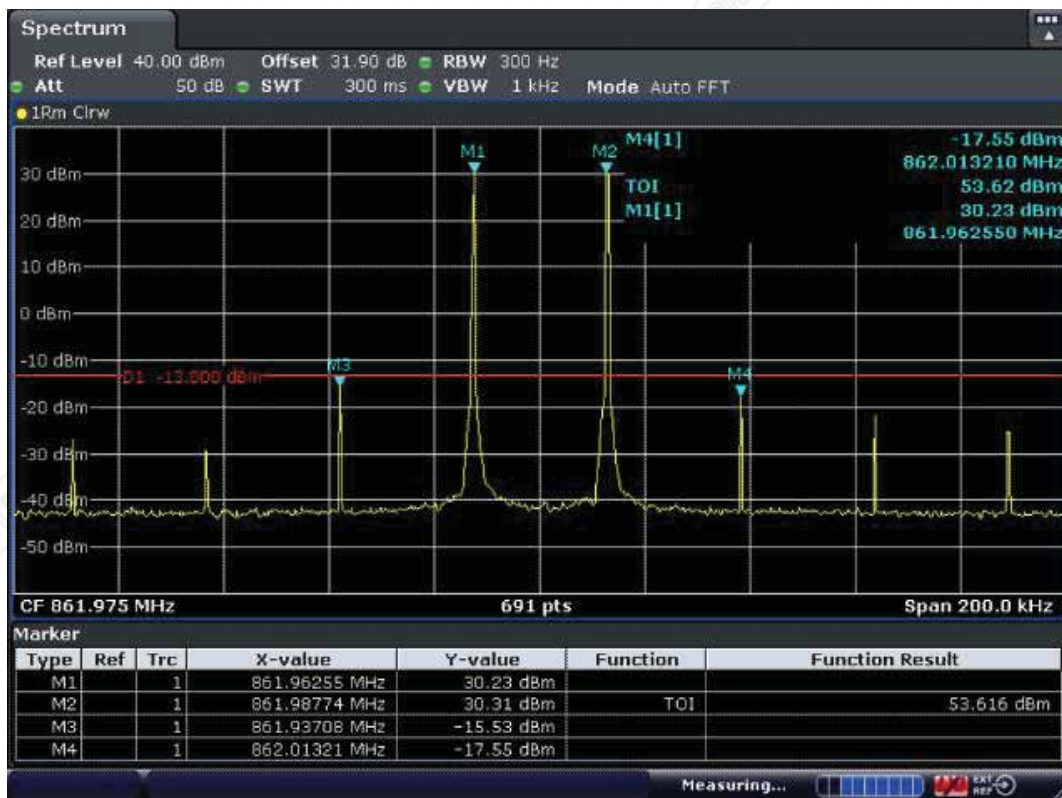 Spectrum
Ref Level 40.00 dBm Offset 31.90 dB RBW 300 Hz
Att 50 dB SWT 300 ms VBW 1 kHz Mode Auto FFT
1Rm Clrw
M4[1] -17.55 dBm
862.013210 MHz
TOI 53.62 dBm
M1[1] 30.23 dBm
861.962550 MHz
M1 M2
30 dBm
20 dBm
10 dBm
0 dBm
-10 dBm
M3 M4
D1 -13.000 dBm
-20 dBm
-30 dBm
-40 dBm
-50 dBm
CF 861.975 MHz 691 pts Span 200.0 kHz
Marker
Type Ref Trc X-value Y-value Function Function Result
M1 1 861.96255 MHz 30.23 dBm
M2 1 861.98774 MHz 30.31 dBm TOI 53.616 dBm
M3 1 861.93708 MHz -15.53 dBm
M4 1 862.01321 MHz -17.55 dBm
Measuring... EXT REF